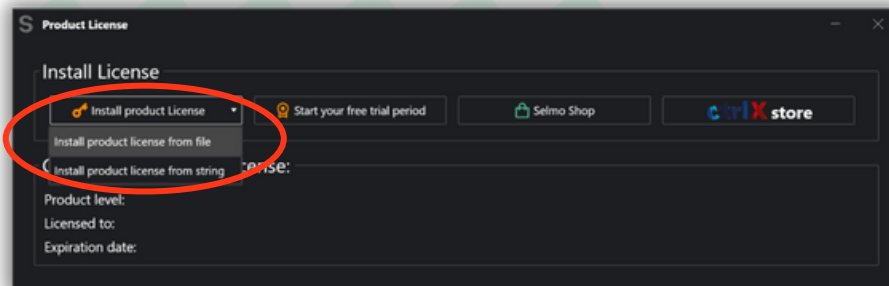 S Product License
Install License
Install product License
Start your free trial period
Selmo Shop
ctrlX store
Install product license from file
Install product license from string
cense:
Product level:
Licensed to:
Expiration date: